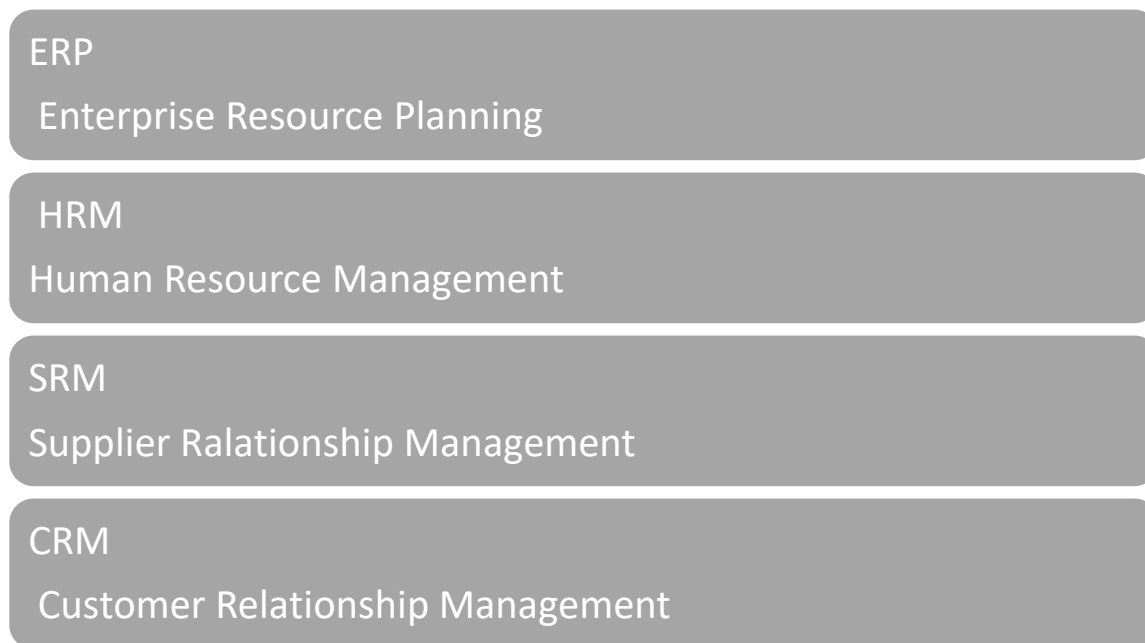 ERP
Enterprise Resource Planning
HRM
Human Resource Management
SRM
Supplier Ralationship Management
CRM
Customer Relationship Management